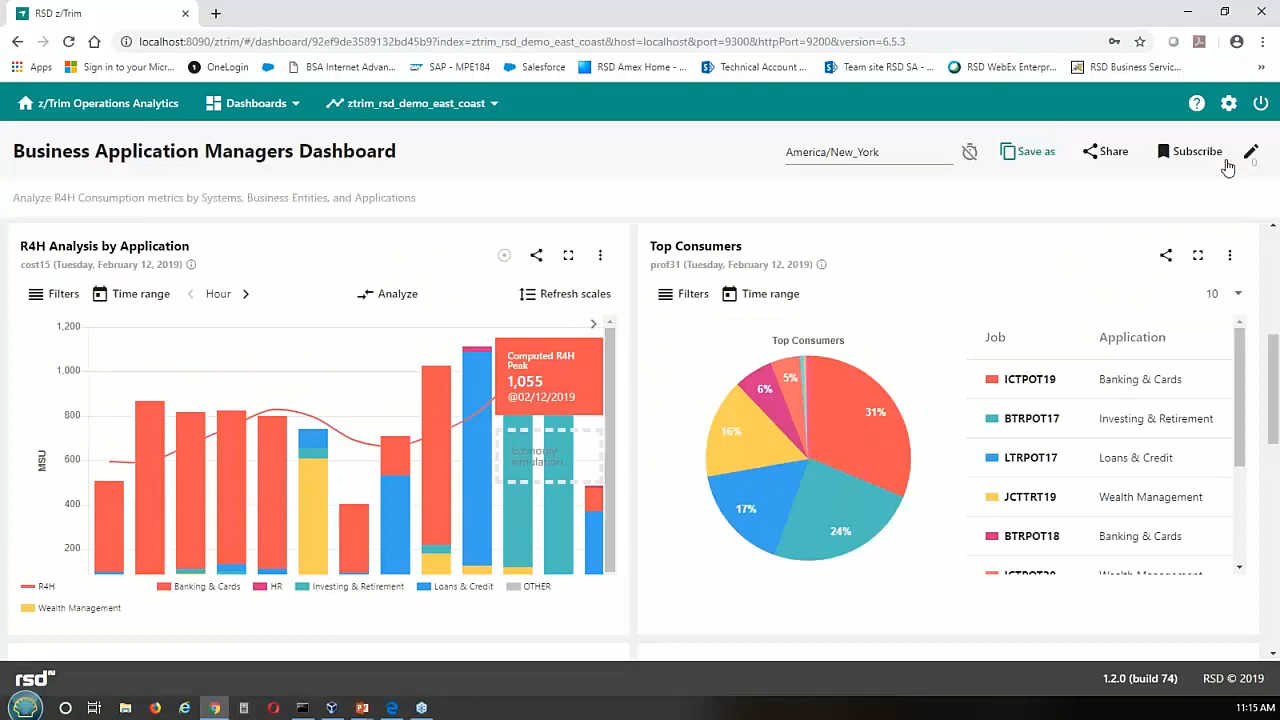 RSD z/Trim
localhost:8090/ztrim/#/dashboard/92ef9de3589132bd45b9?index=ztrim_rsd_demo_east_coast&host=localhost&port=9300&httpPort=9200&version=6.5.3
Apps Sign in to your Micr... OneLogin BSA Internet Advan... SAP - MPE184 Salesforce RSD Amex Home - ... Technical Account ... Team site RSD SA - ... RSD WebEx Enterpr... RSD Business Servic... »
z/Trim Operations Analytics Dashboards ztrim_rsd_demo_east_coast
Business Application Managers Dashboard
America/New_York Save as Share Subscribe
0
Analyze R4H Consumption metrics by Systems, Business Entities, and Applications
R4H Analysis by Application
cost15 (Tuesday, February 12, 2019)
Filters Time range Hour Analyze Refresh scales
1,200
1,000
800
600
400
200
MSU
Computed R4H
Peak
1,055
@02/12/2019
Economy
simulation
R4H Banking & Cards HR Investing & Retirement Loans & Credit OTHER
Wealth Management
Top Consumers
prof31 (Tuesday, February 12, 2019)
Filters Time range 10
Top Consumers
31%
24%
17%
16%
6%
5%
Job Application
ICTPOT19 Banking & Cards
BTRPOT17 Investing & Retirement
LTRPOT17 Loans & Credit
JCTTRT19 Wealth Management
BTRPOT18 Banking & Cards
ICTPOT20 Wealth Management
rsd 1.2.0 (build 74) RSD © 2019
11:15 AM